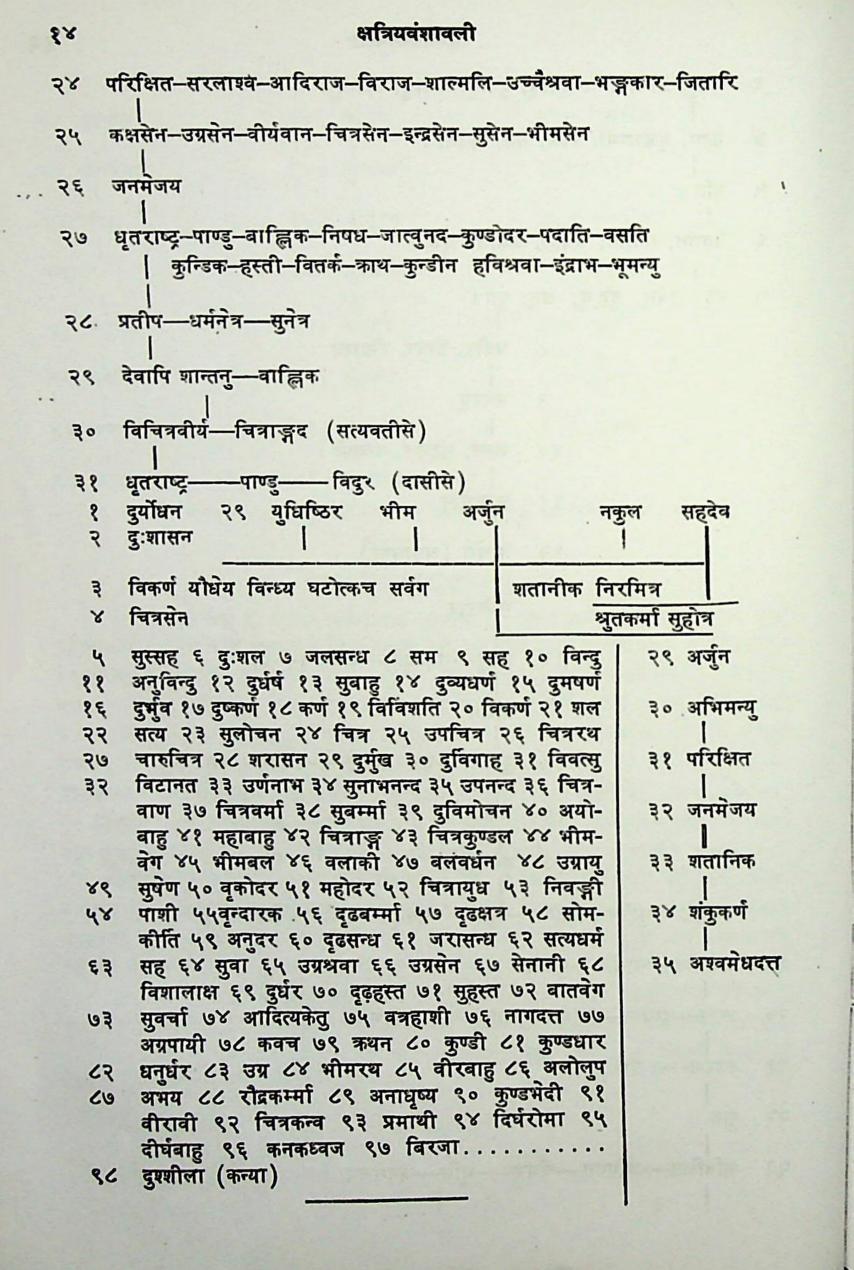 १४ क्षत्रियवंशावली
२४ परिक्षित–सरलाश्व–आदिराज–विराज–शाल्मलि–उच्चैश्रवा–भङ्गकार–जितारि
२५ कक्षसेन–उग्रसेन–वीर्यवान–चित्रसेन–इन्द्रसेन–सुसेन–भीमसेन
२६ जनमेजय
२७ धृतराष्ट्र–पाण्डु–बाह्लिक–निषध–जात्वुनद–कुण्डोदर–पदाति–वसति
कुन्डिक–हस्ती–वितर्क–क्राथ–कुन्डीन हविश्रवा–इंद्राभ–भूमन्यु
२८ प्रतीप—धर्मनेत्र—सुनेत्र
२९ देवापि शान्तनु—वाह्लिक
३० विचित्रवीर्य—चित्राङ्गद (सत्यवतीसे)
३१ धृतराष्ट्र——पाण्डु——विदुर (दासीसे)
१ दुर्योधन २९ युधिष्ठिर भीम अर्जुन नकुल सहदेव
२ दुःशासन
३ विकर्ण यौधेय विन्ध्य घटोत्कच सर्वग शतानीक निरमित्र
४ चित्रसेन श्रुतकर्मा सुहोत्र
५ सुस्सह ६ दुःशल ७ जलसन्ध ८ सम ९ सह १० विन्दु
११ अनुविन्दु १२ दुर्धर्ष १३ सुबाहु १४ दुव्यधर्ण १५ दुमषर्ण
१६ दुर्भुव १७ दुष्कर्ण १८ कर्ण १९ विविंशति २० विकर्ण २१ शल
२२ सत्य २३ सुलोचन २४ चित्र २५ उपचित्र २६ चित्ररथ
२७ चारुचित्र २८ शरासन २९ दुर्मुख ३० दुर्विगाह ३१ विवत्सु
३२ विटानत ३३ उर्णनाभ ३४ सुनाभनन्द ३५ उपनन्द ३६ चित्र-
वाण ३७ चित्रवर्मा ३८ सुबर्म्मा ३९ दुविमोचन ४० अयो-
बाहु ४१ महाबाहु ४२ चित्राङ्ग ४३ चित्रकुण्डल ४४ भीम-
वेग ४५ भीमबल ४६ वलाकी ४७ बलंवर्धन ४८ उग्रायु
४९ सुषेण ५० वृकोदर ५१ महोदर ५२ चित्रायुध ५३ निवङ्गी
५४ पाशी ५५वृन्दारक ५६ दृढबर्म्मा ५७ दृढक्षत्र ५८ सोम-
कीर्ति ५९ अनुदर ६० दृढसन्ध ६१ जरासन्ध ६२ सत्यधर्म
६३ सह ६४ सुवा ६५ उग्रश्रवा ६६ उग्रसेन ६७ सेनानी ६८
विशालाक्ष ६९ दुर्धर ७० दृढ़हस्त ७१ सुहस्त ७२ वातवेग
७३ सुवर्चा ७४ आदित्यकेतु ७५ वत्रहाशी ७६ नागदत्त ७७
अग्रपायी ७८ कवच ७९ क्रथन ८० कुण्डी ८१ कुण्डधार
८२ धनुर्धर ८३ उग्र ८४ भीमरथ ८५ वीरबाहु ८६ अलोलुप
८७ अभय ८८ रौद्रकर्म्मा ८९ अनाधृष्य ९० कुण्डभेदी ९१
वीरावी ९२ चित्रकन्व ९३ प्रमाथी ९४ दिर्घरोमा ९५
दीर्घबाहु ९६ कनकध्वज ९७ बिरजा............
९८ दुश्शीला (कन्या)
२९ अर्जुन
३० अभिमन्यु
३१ परिक्षित
३२ जनमेजय
३३ शतानिक
३४ शंकुकर्ण
३५ अश्वमेधदत्त